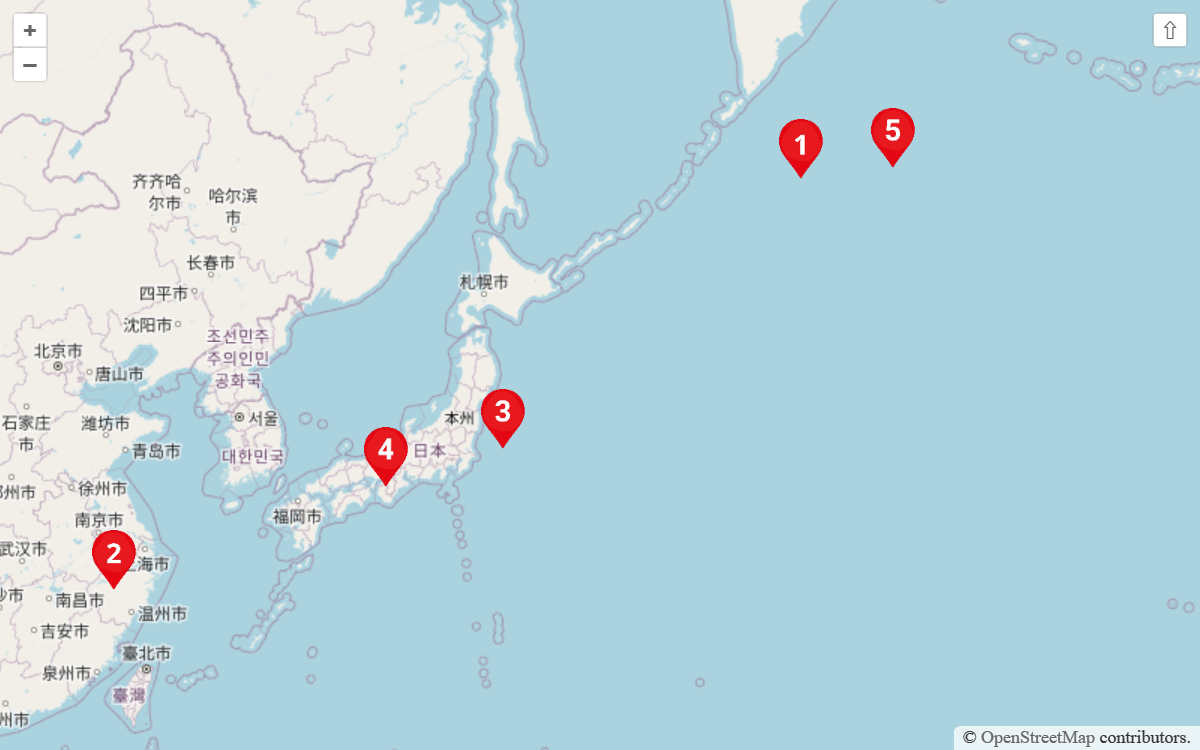 +
−
⇧
1
5
齐齐哈
尔市
哈尔滨
市
长春市
札幌市
四平市
沈阳市
조선민주
주의인민
공화국
北京市
唐山市
3
石家庄
市
潍坊市
서울
本州
4
日本
青岛市
대한민국
徐州市
州市
南京市
福岡市
武汉市
2
海市
南昌市
温州市
市
吉安市
臺北市
泉州市
臺灣
州市
© OpenStreetMap contributors.